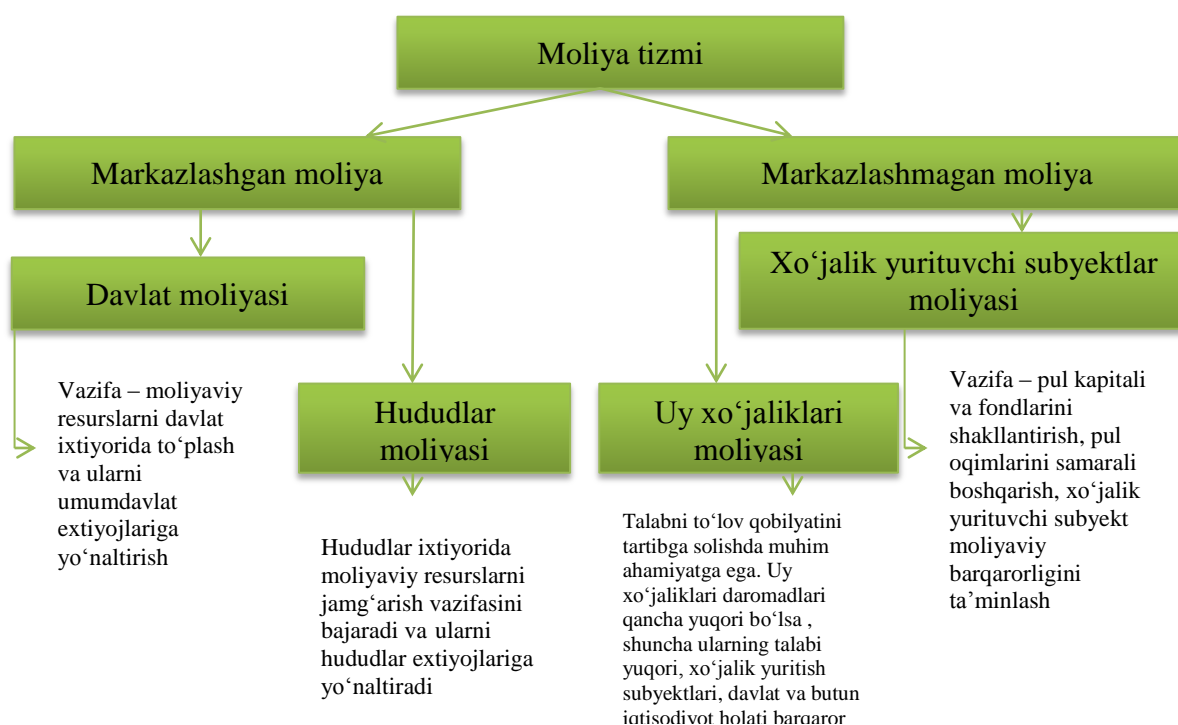 Moliya tizmi
Markazlashgan moliya
Markazlashmagan moliya
Davlat moliyasi
Xo‘jalik yurituvchi subyektlar
moliyasi
Hududlar
moliyasi
Uy xo‘jaliklari
moliyasi
Vazifa – moliyaviy
resurslarni davlat
ixtiyorida to‘plash
va ularni
umumdavlat
extiyojlariga
yo‘naltirish
Hududlar ixtiyorida
moliyaviy resurslarni
jamg‘arish vazifasini
bajaradi va ularni
hududlar extiyojlariga
yo‘naltiradi
Talabni to‘lov qobilyatini
tartibga solishda muhim
ahamiyatga ega. Uy
xo‘jaliklari daromadlari
qancha yuqori bo‘lsa ,
shuncha ularning talabi
yuqori, xo‘jalik yuritish
subyektlari, davlat va butun
iqtisodiyot holati barqaror
Vazifa – pul kapitali
va fondlarini
shakllantirish, pul
oqimlarini samarali
boshqarish, xo‘jalik
yurituvchi subyekt
moliyaviy
barqarorligini
ta’minlash